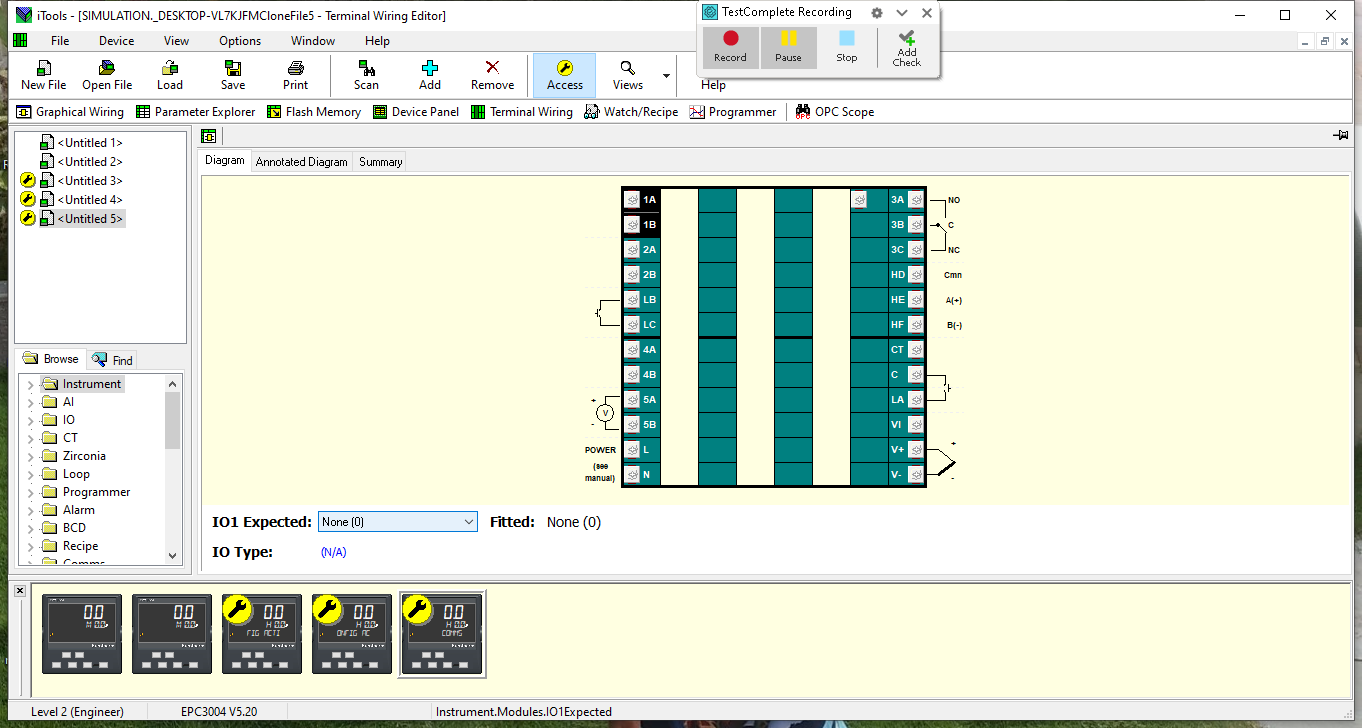 iTools - [SIMULATION._DESKTOP-VL7KJFMCloneFile5 - Terminal Wiring Editor]
TestComplete Recording
File Device View Options Window Help
Record Pause Stop Add Check
New File Open File Load Save Print Scan Add Remove Access Views Help
Graphical Wiring Parameter Explorer Flash Memory Device Panel Terminal Wiring Watch/Recipe Programmer OPC Scope
<Untitled 1>
<Untitled 2>
<Untitled 3>
<Untitled 4>
<Untitled 5>
Diagram Annotated Diagram Summary
1A 3A NO
1B 3B C
2A 3C NC
2B HD Cmn
LB HE A(+)
LC HF B(-)
4A CT
4B C
+ 5A LA
V
- 5B VI
POWER L V+ +
(see manual) N V- -
Browse Find
Instrument
AI
IO
CT
Zirconia
Loop
Programmer
Alarm
BCD
Recipe
Comms
IO1 Expected: None (0) Fitted: None (0)
IO Type: (N/A)
0.0 0.0 0.0 0.0 0.0
FIG ACTI ONFIG AC COMMS
Level 2 (Engineer) EPC3004 V5.20 Instrument.Modules.IO1Expected